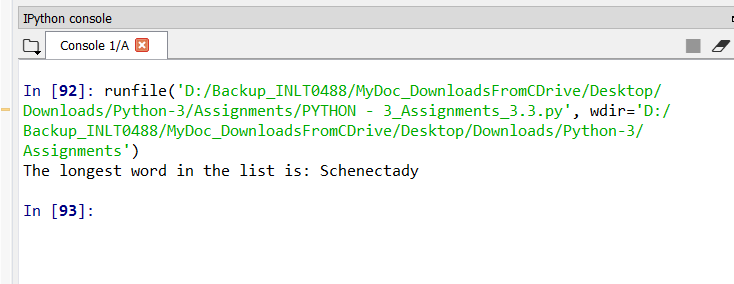 IPython console
Console 1/A
In [92]: runfile('D:/Backup_INLT0488/MyDoc_DownloadsFromCDrive/Desktop/
Downloads/Python-3/Assignments/PYTHON - 3_Assignments_3.3.py', wdir='D:/
Backup_INLT0488/MyDoc_DownloadsFromCDrive/Desktop/Downloads/Python-3/
Assignments')
The longest word in the list is: Schenectady
In [93]: